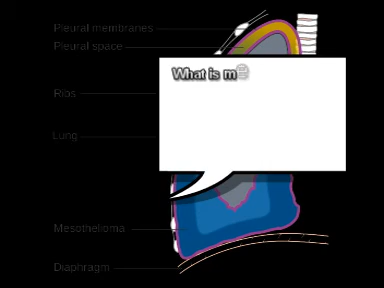 Pleural membranes
Pleural space
What is m
Ribs
Lung
Mesothelioma
Diaphragm